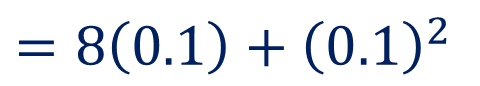 = 8(0.1) + (0.1)²